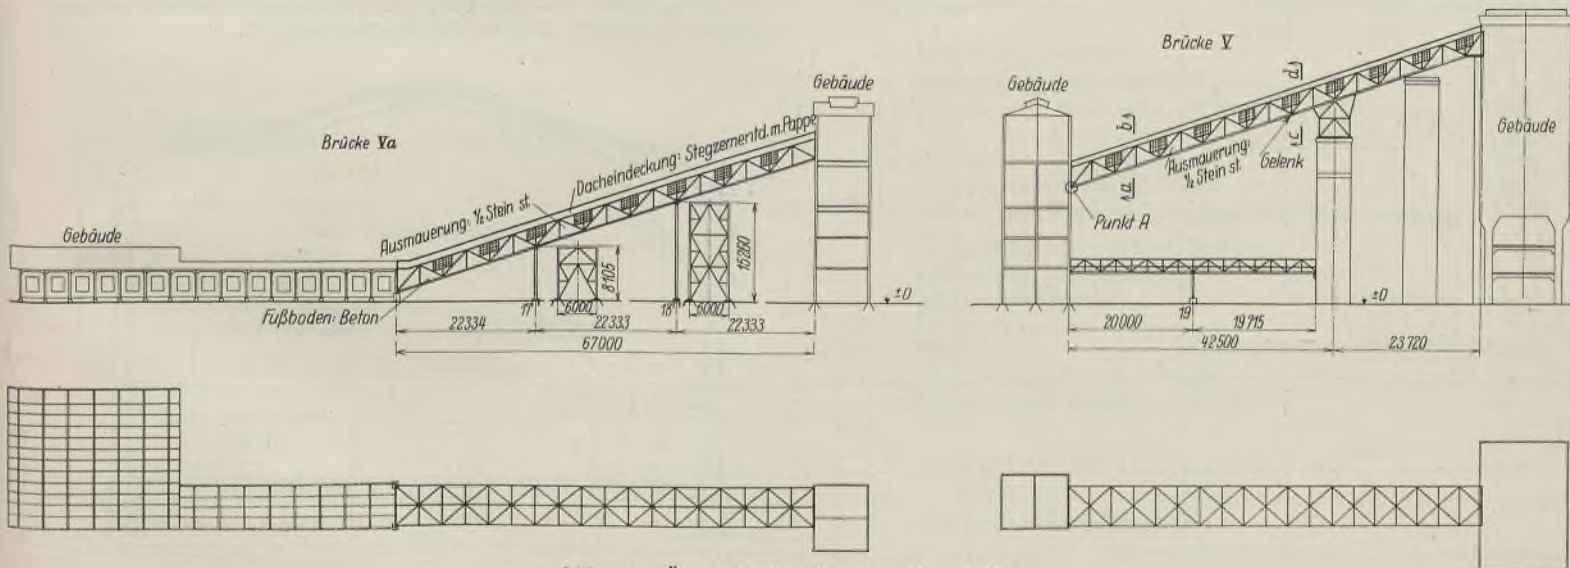 Brücke Va
Gebäude
Gebäude
Ausmauerung: ½ Stein st.
Dacheindeckung: Stegzementd. m. Pappe
Fußboden: Beton
17
6000
8105
18
6000
15260
±0
22334
22333
22333
67000
Brücke V
Gebäude
Gebäude
b
a
d
c
Ausmauerung:
½ Stein st.
Gelenk
Punkt A
±0
20000
19
19715
42500
23720